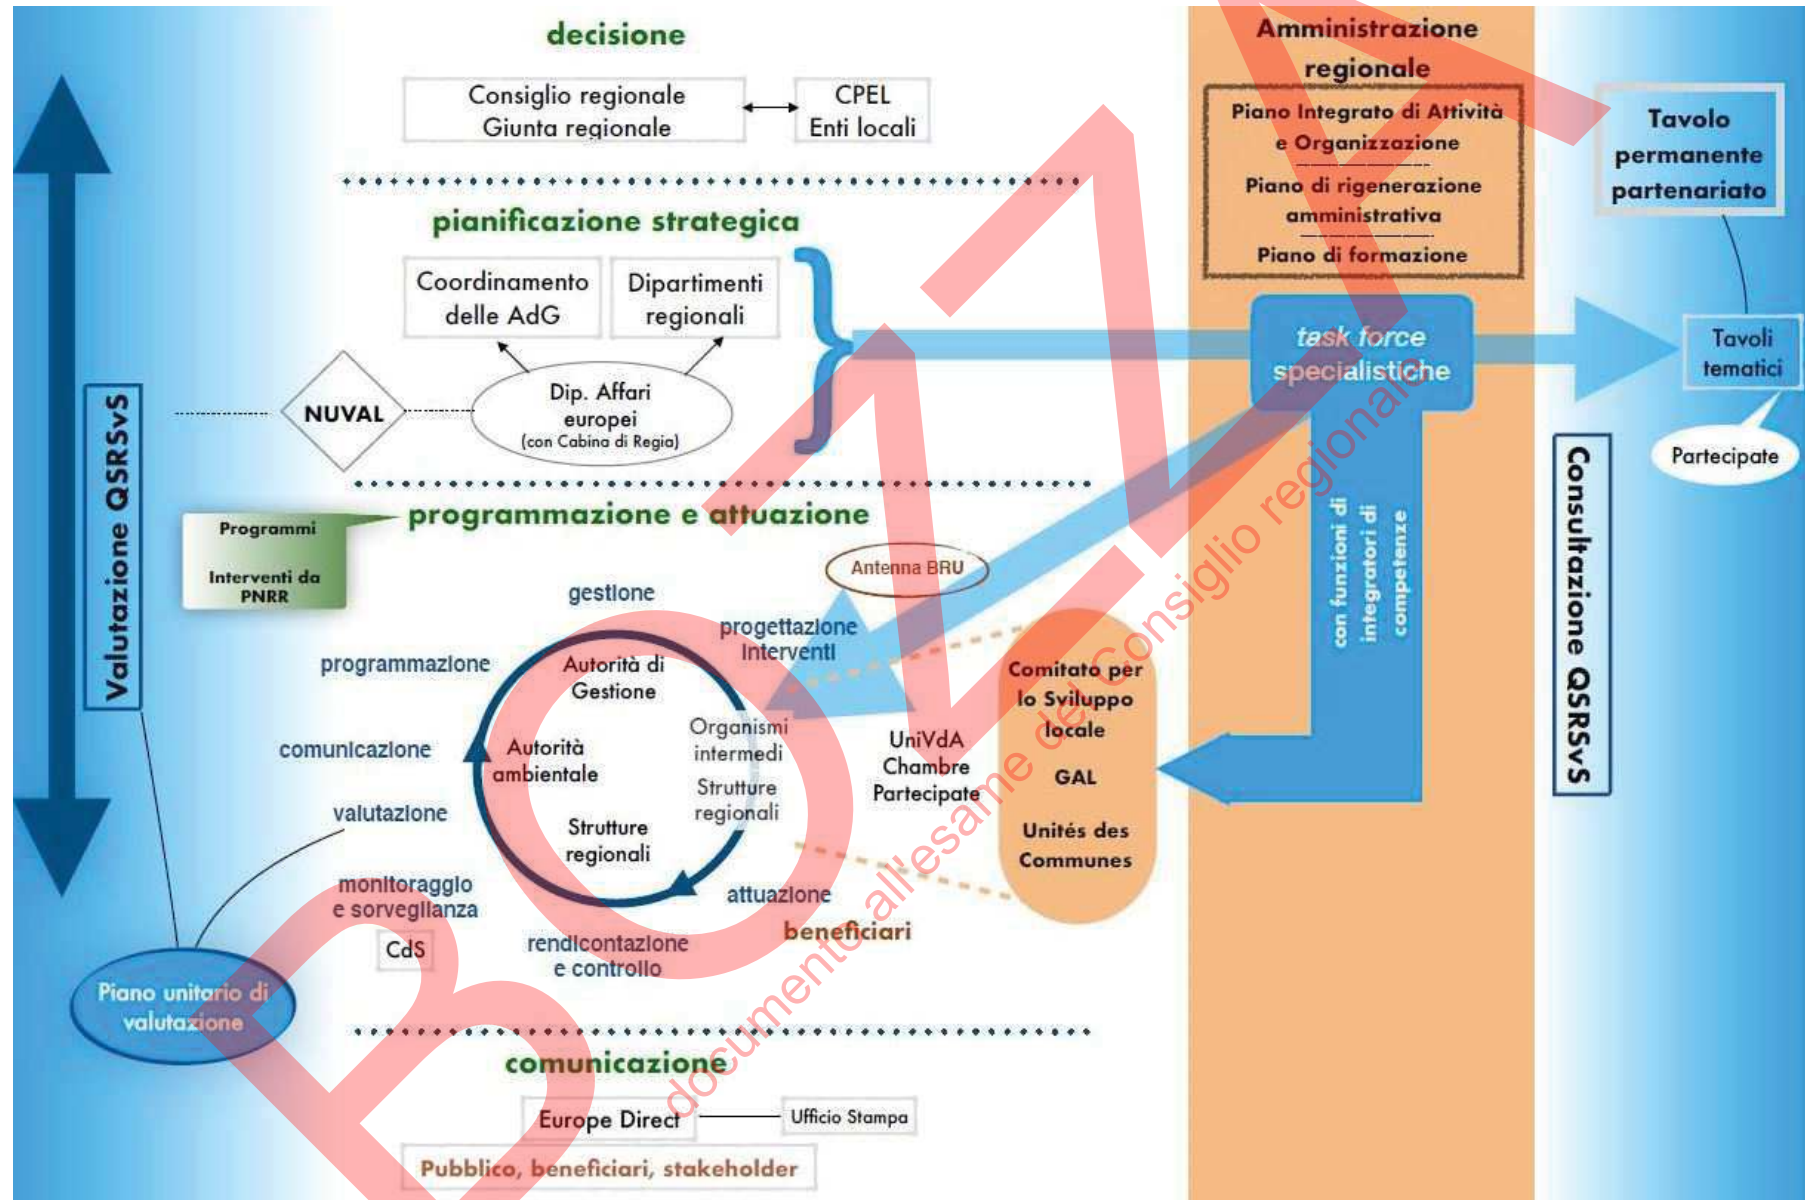 decisione
Consiglio regionale
Giunta regionale
CPEL
Enti locali
pianificazione strategica
Coordinamento
delle AdG
Dipartimenti
regionali
NUVAL
Dip. Affari
europei
(con Cabina di Regia)
Valutazione QSRSvS
programmazione e attuazione
Programmi
Interventi da
PNRR
Antenna BRU
gestione
progettazione
interventi
programmazione
Autorità di
Gestione
Organismi
intermedi
comunicazione
Autorità
ambientale
Strutture
regionali
valutazione
Strutture
regionali
UniVdA
Chambre
Partecipate
monitoraggio
e sorveglianza
CdS
attuazione
beneficiari
rendicontazione
e controllo
Piano unitario di
valutazione
Comitato per
lo Sviluppo
locale
GAL
Unités des
Communes
comunicazione
Europe Direct
Ufficio Stampa
Pubblico, beneficiari, stakeholder
Amministrazione
regionale
Piano Integrato di Attività
e Organizzazione
Piano di rigenerazione
amministrativa
Piano di formazione
task force
specialistiche
con funzioni di
integratori di
competenze
Tavolo
permanente
partenariato
Tavoli
tematici
Partecipate
Consultazione QSRSvS
BOZZA
documento all'esame del Consiglio regionale